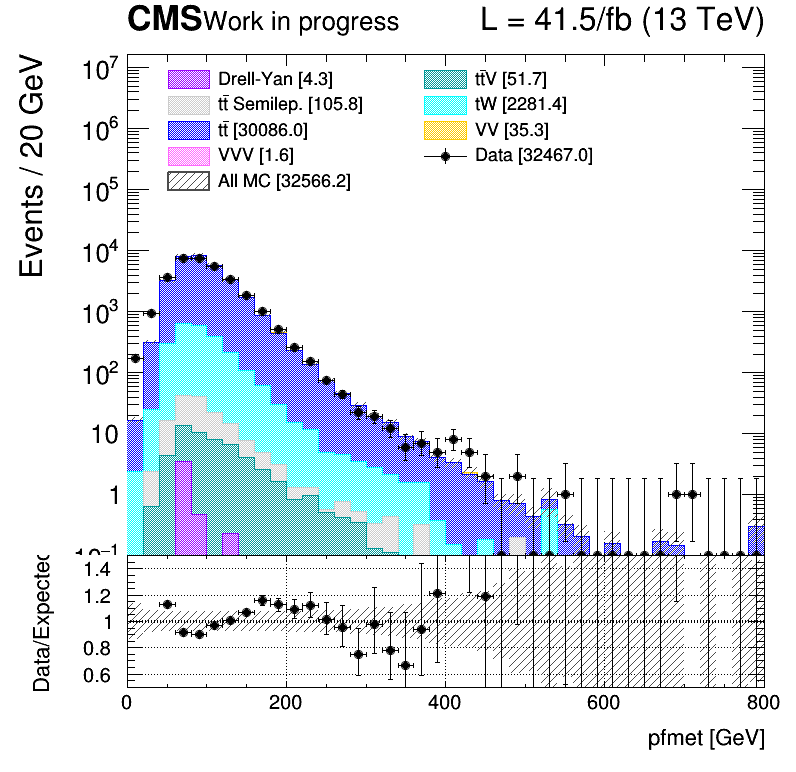 CMS Work in progress L = 41.5/fb (13 TeV)
Events / 20 GeV
10⁷
10⁶
10⁵
10⁴
10³
10²
10
1
10⁻¹
Drell-Yan [4.3]
tt̄V [51.7]
tt̄ Semilep. [105.8]
tW [2281.4]
tt̄ [30086.0]
VV [35.3]
VVV [1.6]
Data [32467.0]
All MC [32566.2]
Data/Expected
1.4
1.2
1
0.8
0.6
0 200 400 600 800
pfmet [GeV]